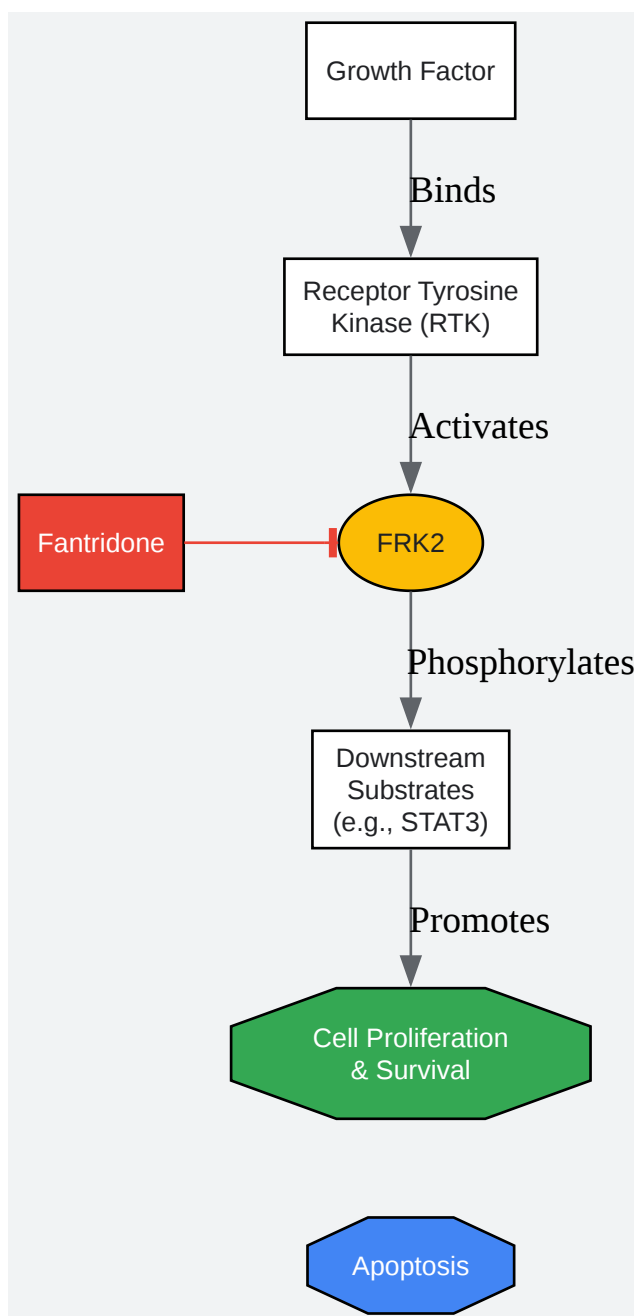 Growth Factor
Binds
Receptor Tyrosine
Kinase (RTK)
Activates
Fantridone
FRK2
Phosphorylates
Downstream
Substrates
(e.g., STAT3)
Promotes
Cell Proliferation
& Survival
Apoptosis